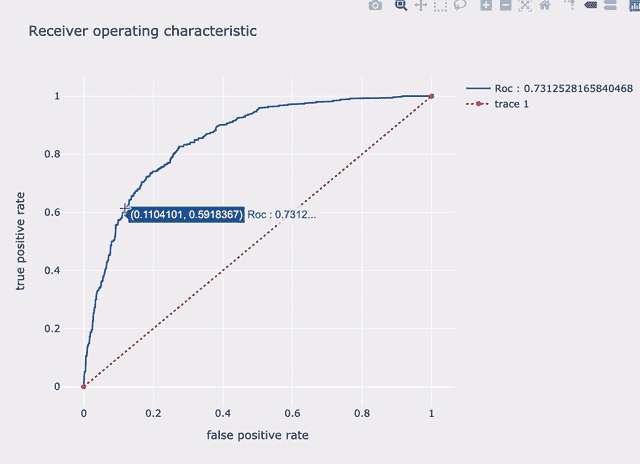 Receiver operating characteristic
Roc : 0.7312528165840468
trace 1
1
0.8
0.6
0.4
0.2
0
(0.1104101, 0.5918367) Roc : 0.7312...
true positive rate
0
0.2
0.4
0.6
0.8
1
false positive rate